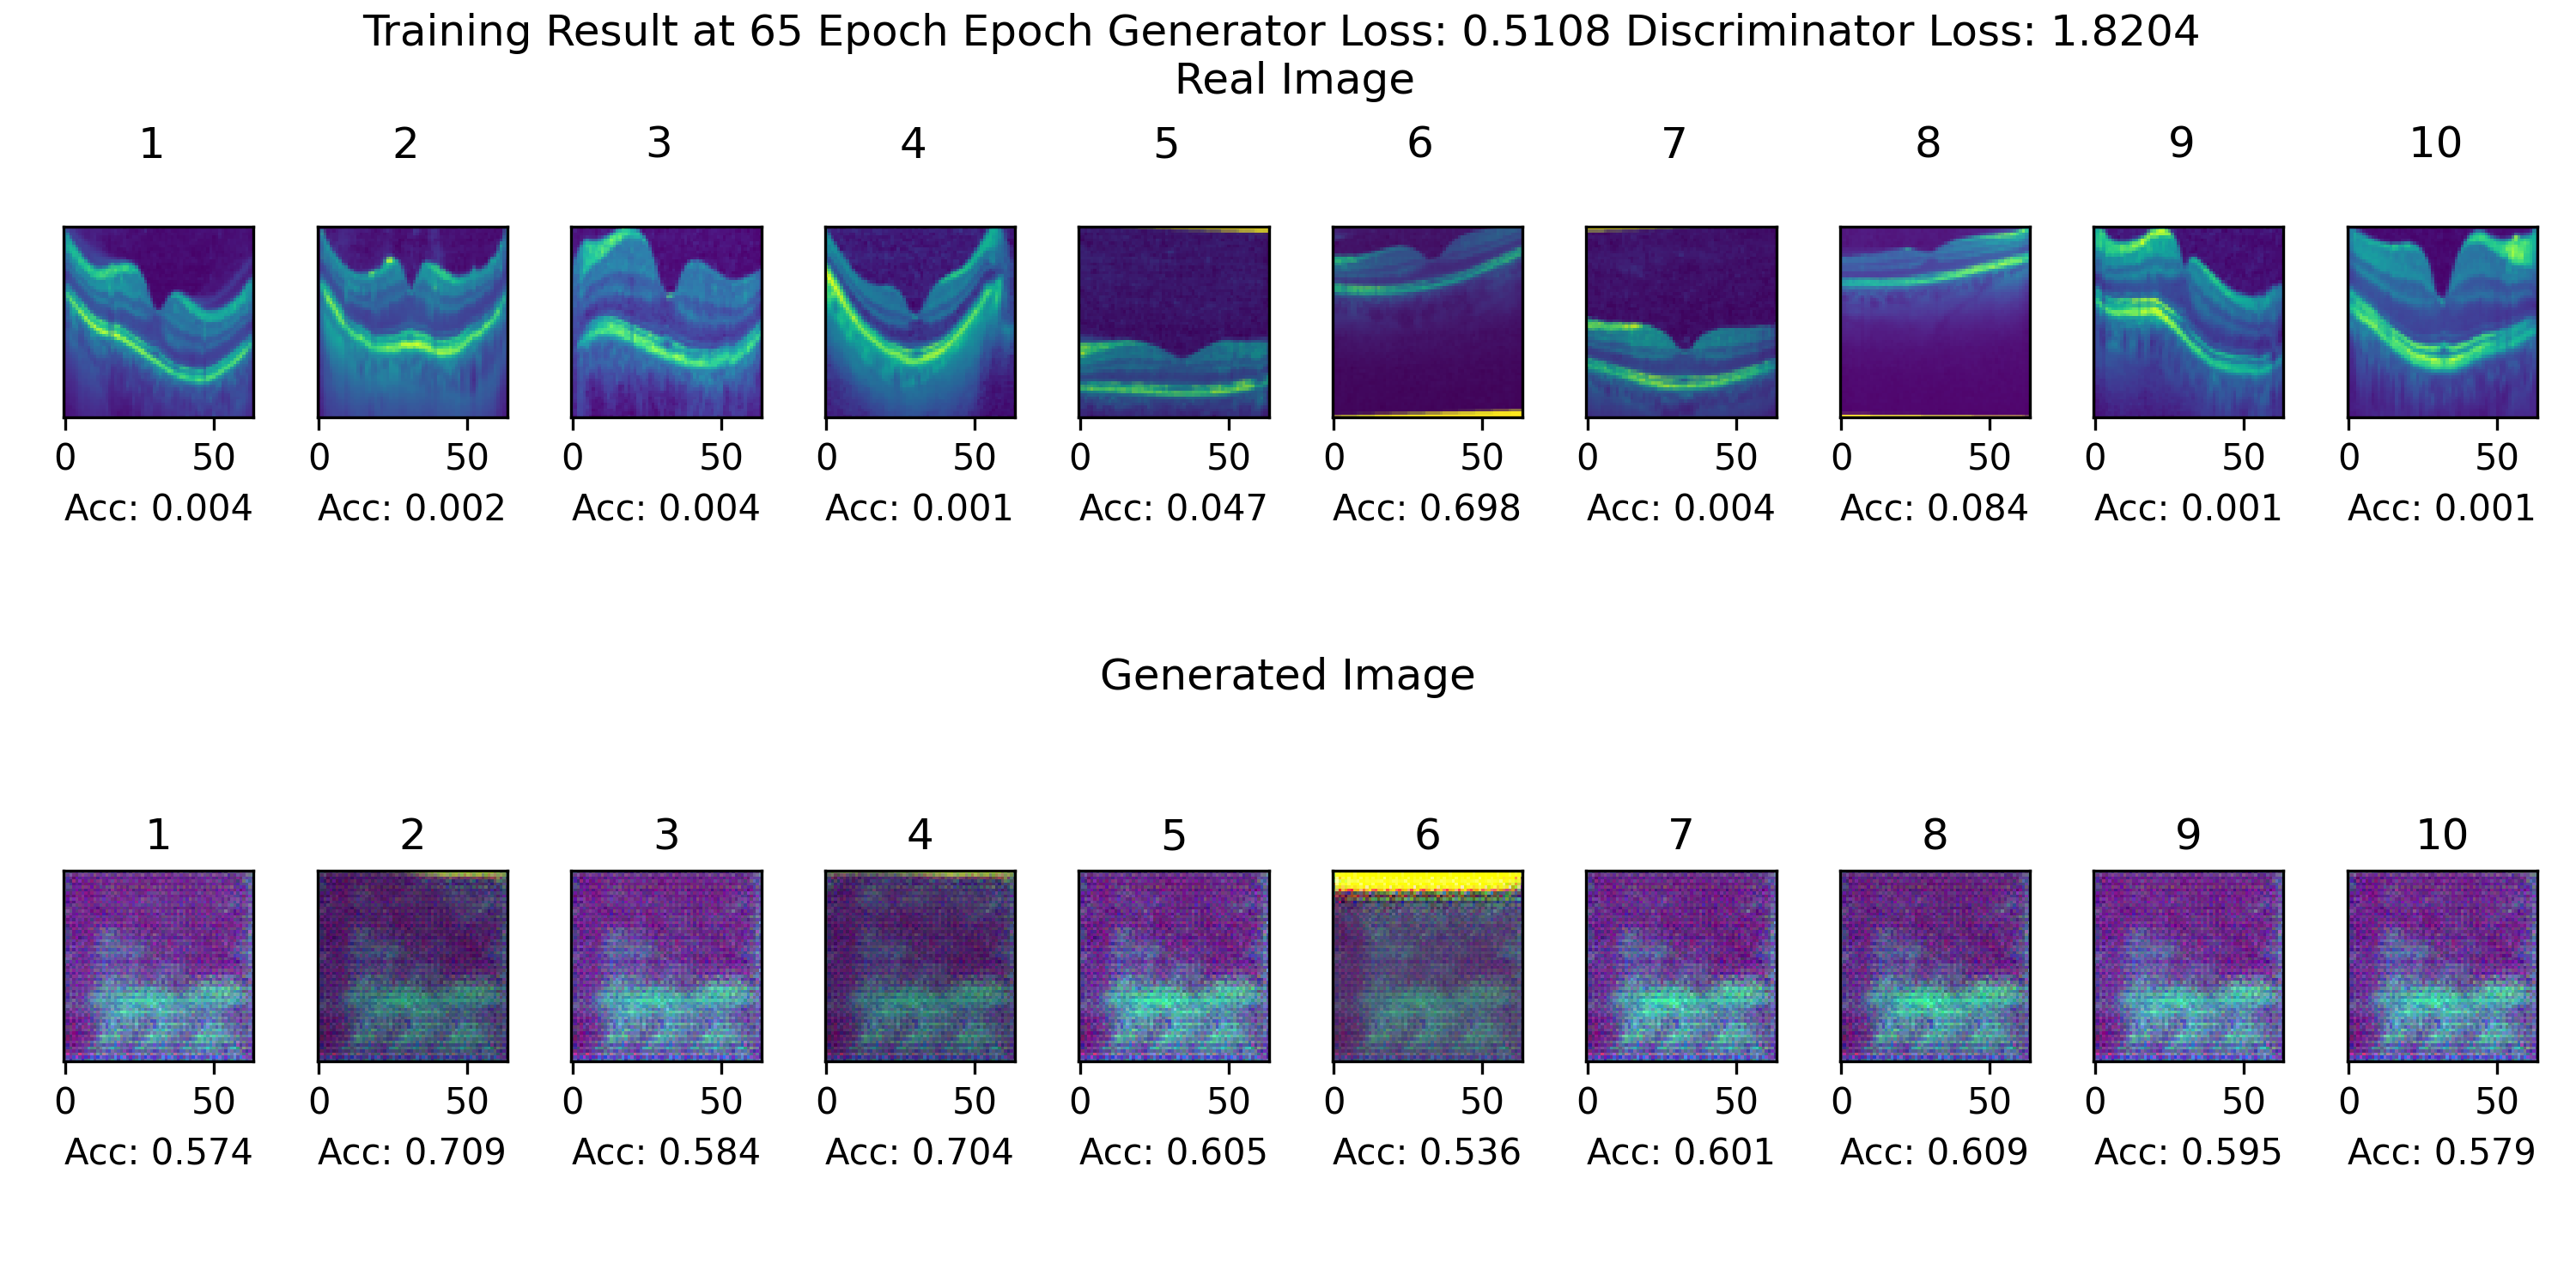 Training Result at 65 Epoch Epoch Generator Loss: 0.5108 Discriminator Loss: 1.8204
Real Image
1 2 3 4 5 6 7 8 9 10
0 50 0 50 0 50 0 50 0 50 0 50 0 50 0 50 0 50 0 50
Acc: 0.004 Acc: 0.002 Acc: 0.004 Acc: 0.001 Acc: 0.047 Acc: 0.698 Acc: 0.004 Acc: 0.084 Acc: 0.001 Acc: 0.001
Generated Image
1 2 3 4 5 6 7 8 9 10
0 50 0 50 0 50 0 50 0 50 0 50 0 50 0 50 0 50 0 50
Acc: 0.574 Acc: 0.709 Acc: 0.584 Acc: 0.704 Acc: 0.605 Acc: 0.536 Acc: 0.601 Acc: 0.609 Acc: 0.595 Acc: 0.579